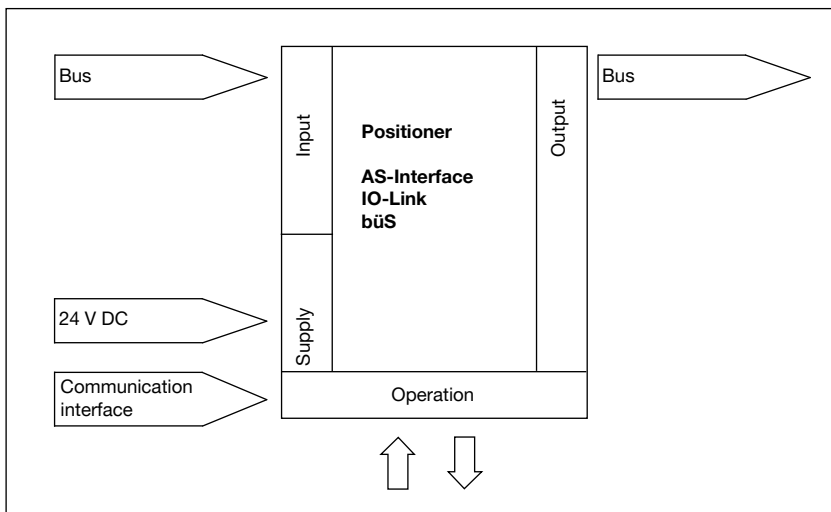 Bus
Bus
Input
Output
Positioner
AS-Interface
IO-Link
büS
24 V DC
Supply
Communication
interface
Operation